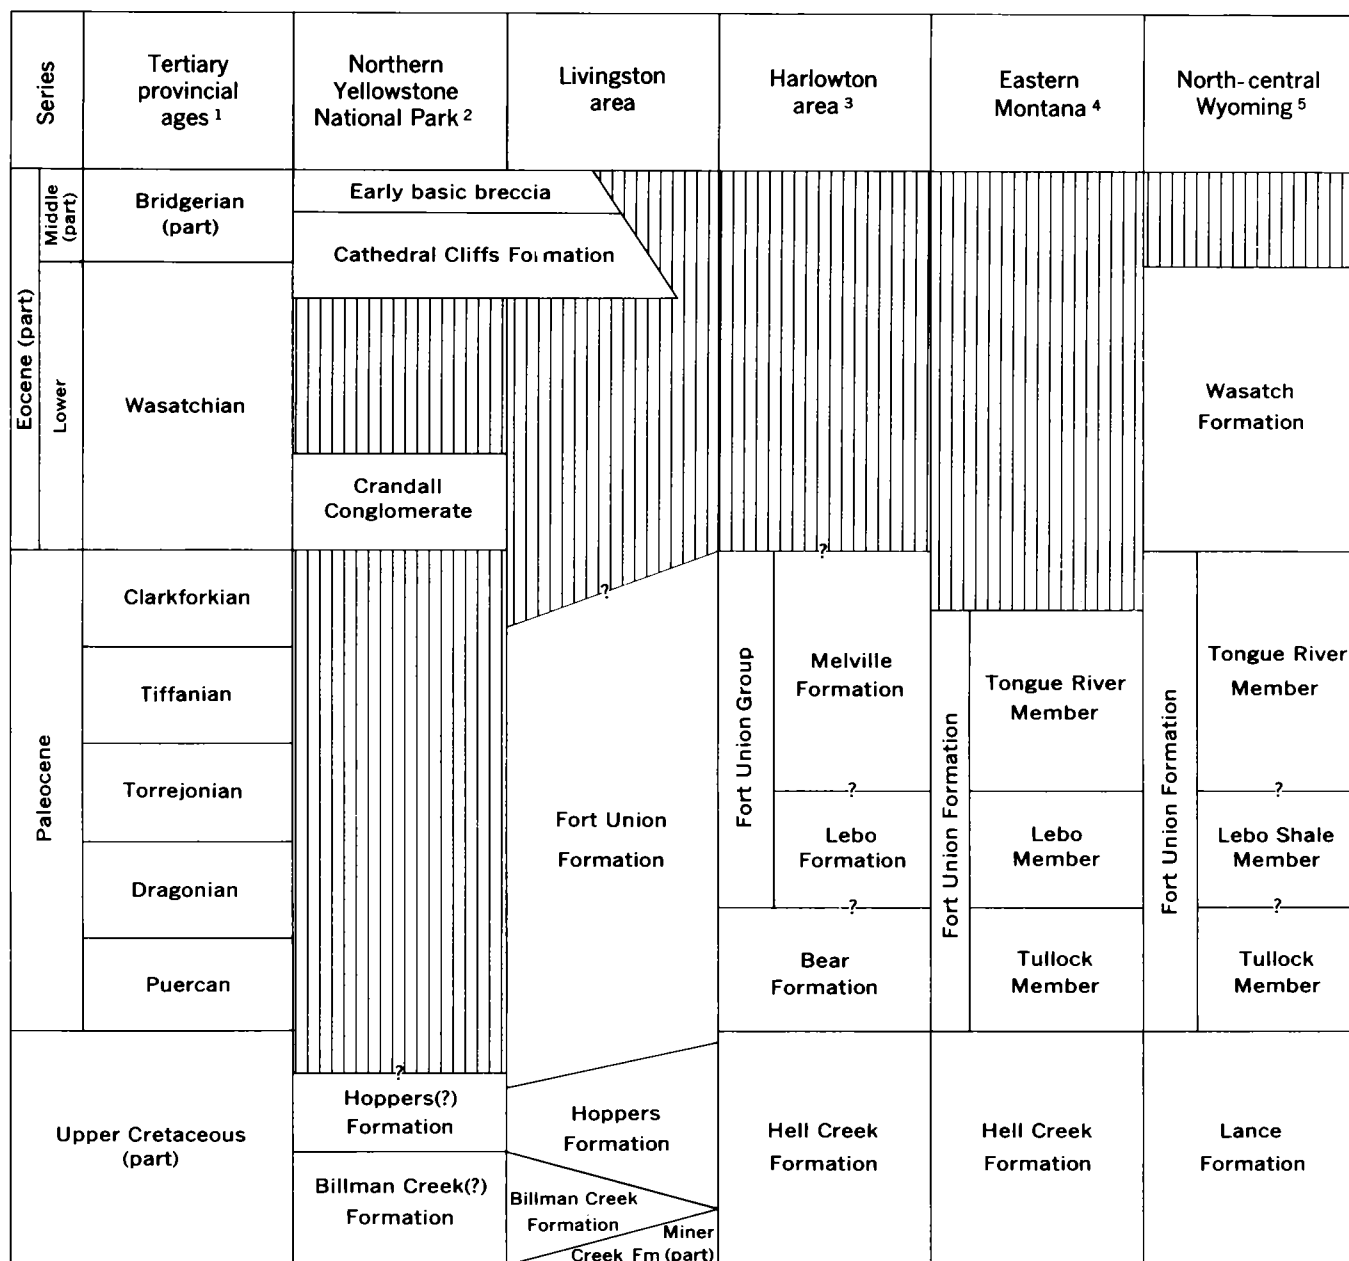 Series
Tertiary
provincial
ages 1
Northern
Yellowstone
National Park 2
Livingston
area
Harlowton
area 3
Eastern
Montana 4
North-central
Wyoming 5
Eocene (part)
Middle
(part)
Bridgerian
(part)
Early basic breccia
Cathedral Cliffs Formation
Lower
Wasatchian
Wasatch
Formation
Crandall
Conglomerate
?
?
Paleocene
Clarkforkian
Tiffanian
Torrejonian
Dragonian
Puercan
Fort Union
Formation
Fort Union Group
Melville
Formation
?
Lebo
Formation
?
Bear
Formation
Fort Union Formation
Tongue River
Member
Lebo
Member
Tullock
Member
Fort Union Formation
Tongue River
Member
?
Lebo Shale
Member
?
Tullock
Member
Upper Cretaceous
(part)
?
Hoppers(?)
Formation
Billman Creek(?)
Formation
Hoppers
Formation
Billman Creek
Formation
Miner
Creek Fm (part)
Hell Creek
Formation
Hell Creek
Formation
Lance
Formation